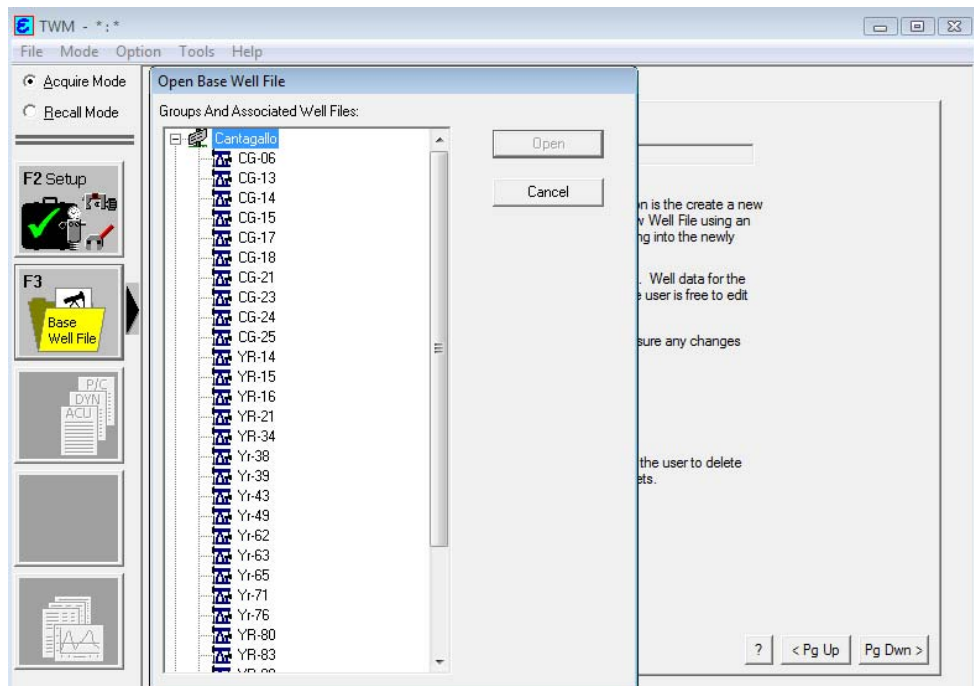 TWM - *:*
File Mode Option Tools Help
Acquire Mode
Recall Mode
F2 Setup
F3
Base
Well File
P/C
DYN
ACU
Open Base Well File
Groups And Associated Well Files:
Cantagallo
CG-06
CG-13
CG-14
CG-15
CG-17
CG-18
CG-21
CG-23
CG-24
CG-25
YR-14
YR-15
YR-16
YR-21
YR-34
Yr-38
Yr-39
Yr-43
Yr-49
Yr-62
Yr-63
Yr-65
Yr-71
Yr-76
YR-80
YR-83
Open
Cancel
n is the create a new
Well File using an
ng into the newly
. Well data for the
user is free to edit
sure any changes
the user to delete
ets.
? < Pg Up Pg Dwn >